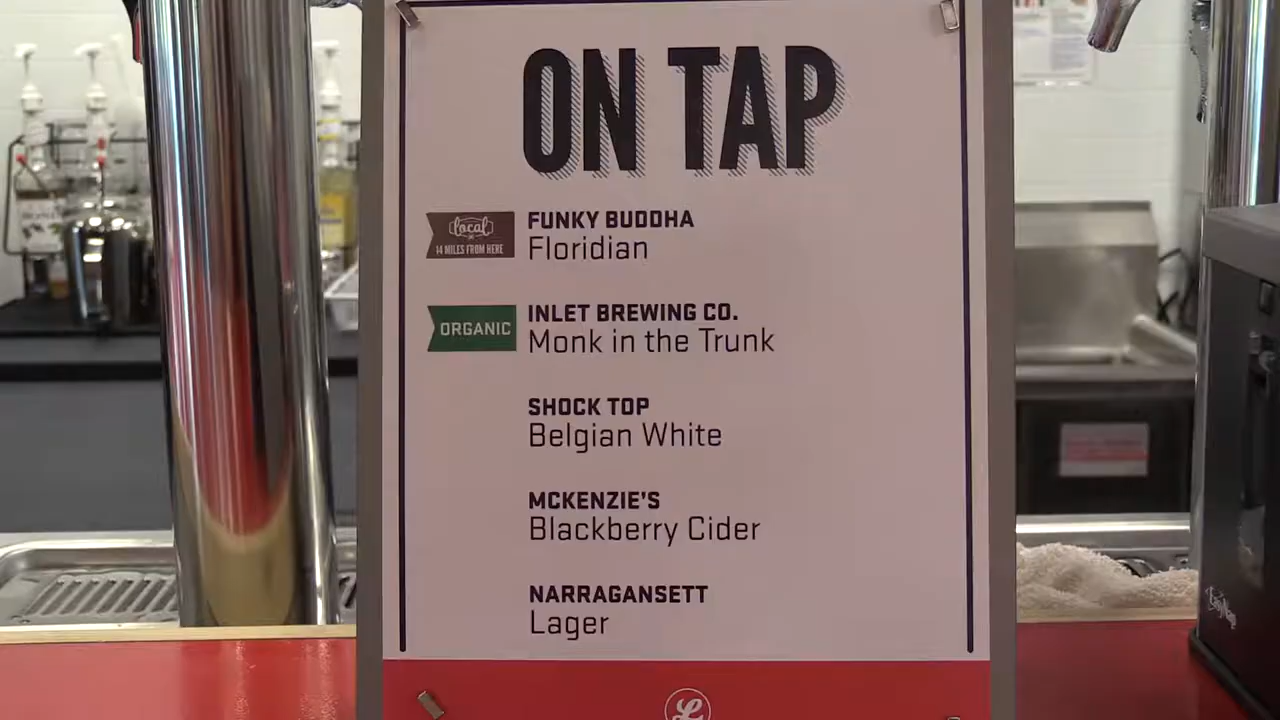 ON TAP
local
14 MILES FROM HERE
FUNKY BUDDHA
Floridian
ORGANIC
INLET BREWING CO.
Monk in the Trunk
SHOCK TOP
Belgian White
MCKENZIE'S
Blackberry Cider
NARRAGANSETT
Lager
L
EasyNap